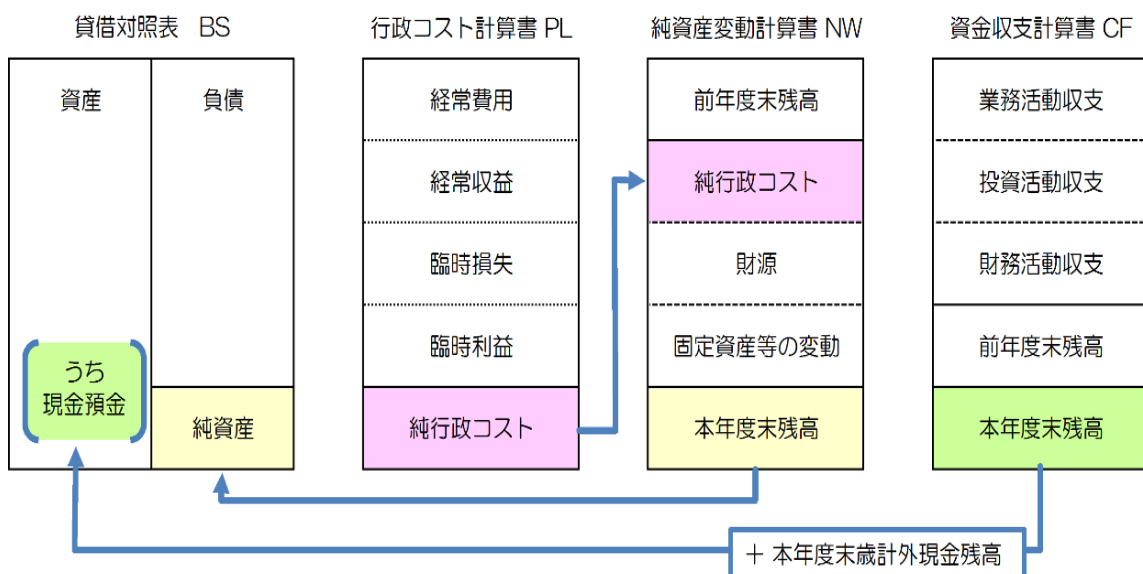 貸借対照表 BS
資産
負債
うち
現金預金
純資産
行政コスト計算書 PL
経常費用
経常収益
臨時損失
臨時利益
純行政コスト
純資産変動計算書 NW
前年度末残高
純行政コスト
財源
固定資産等の変動
本年度末残高
資金収支計算書 CF
業務活動収支
投資活動収支
財務活動収支
前年度末残高
本年度末残高
+ 本年度末歳計外現金残高